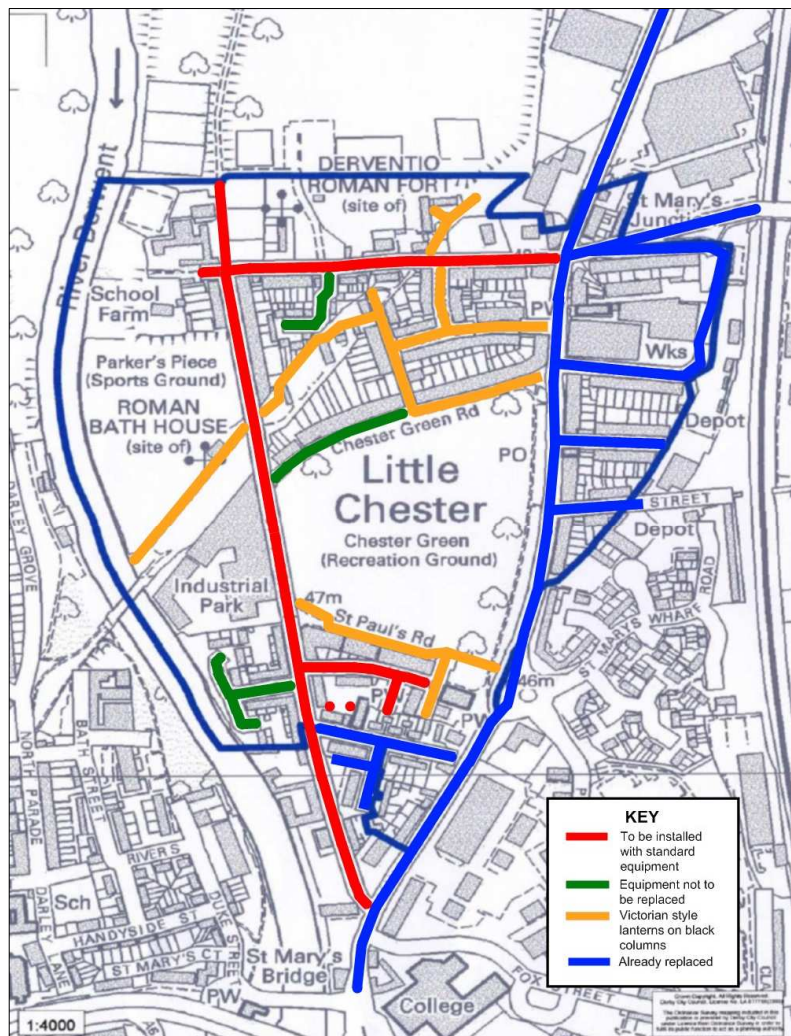 DERVENTIO
ROMAN FORT
(site of)
St Mary's
Junction
River Derwent
School
Farm
PW
Wks
Parker's Piece
(Sports Ground)
ROMAN
BATH HOUSE
(site of)
Depot
Chester Green Rd
PO
Little
Chester
Chester Green
(Recreation Ground)
STREET
Depot
DARLEY GROVE
Industrial
Park
47m
St Paul's Rd
ST MARYS WHARF ROAD
46m
PW
NORTH PARADE
BATH STREET
KEY
To be installed
with standard
equipment
Equipment not to
be replaced
Victorian style
lanterns on black
columns
Already replaced
RIVER S
Sch
HANDYSIDE ST
DUKE STREET
DARLEY LANE
ST MARY'S CT
St Mary's
Bridge
PW
FOX STREET
College
1:4000